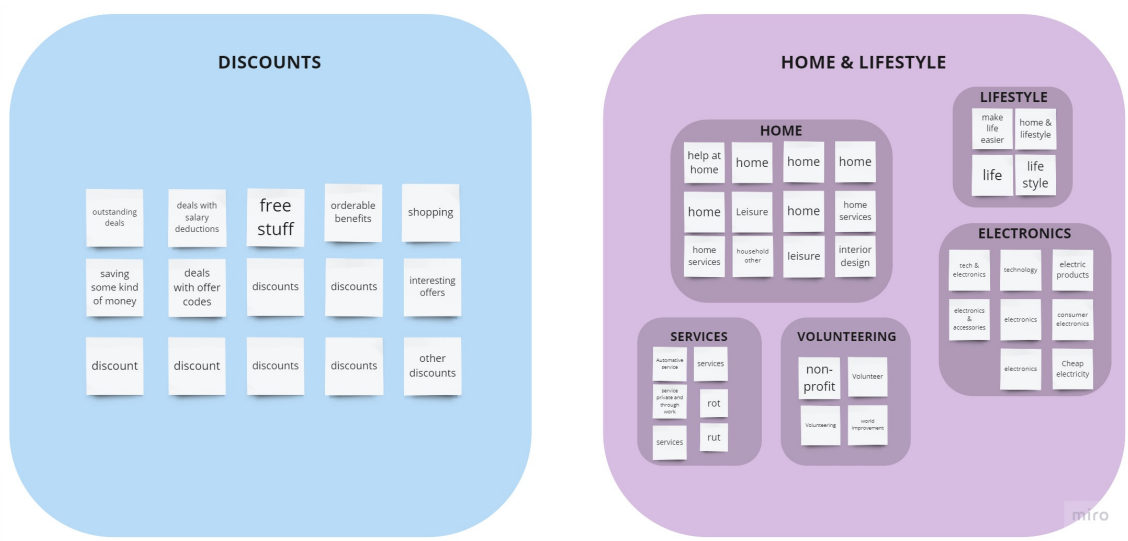 DISCOUNTS
outstanding
deals
deals with
salary
deductions
free
stuff
orderable
benefits
shopping
saving
some kind
of money
deals
with offer
codes
discounts
discounts
interesting
offers
discount
discount
discounts
discounts
other
discounts
HOME & LIFESTYLE
HOME
help at
home
home
home
home
home
Leisure
home
home
services
home
services
household
other
leisure
interior
design
LIFESTYLE
make
life
easier
home &
lifestyle
life
life
style
ELECTRONICS
tech &
electronics
technology
electric
products
electronics
&
accessories
electronics
consumer
electronics
electronics
Cheap
electricity
SERVICES
Automative
service
services
service
private and
through
work
rot
services
rut
VOLUNTEERING
non-
profit
Volunteer
Volunteering
world
improvement
miro